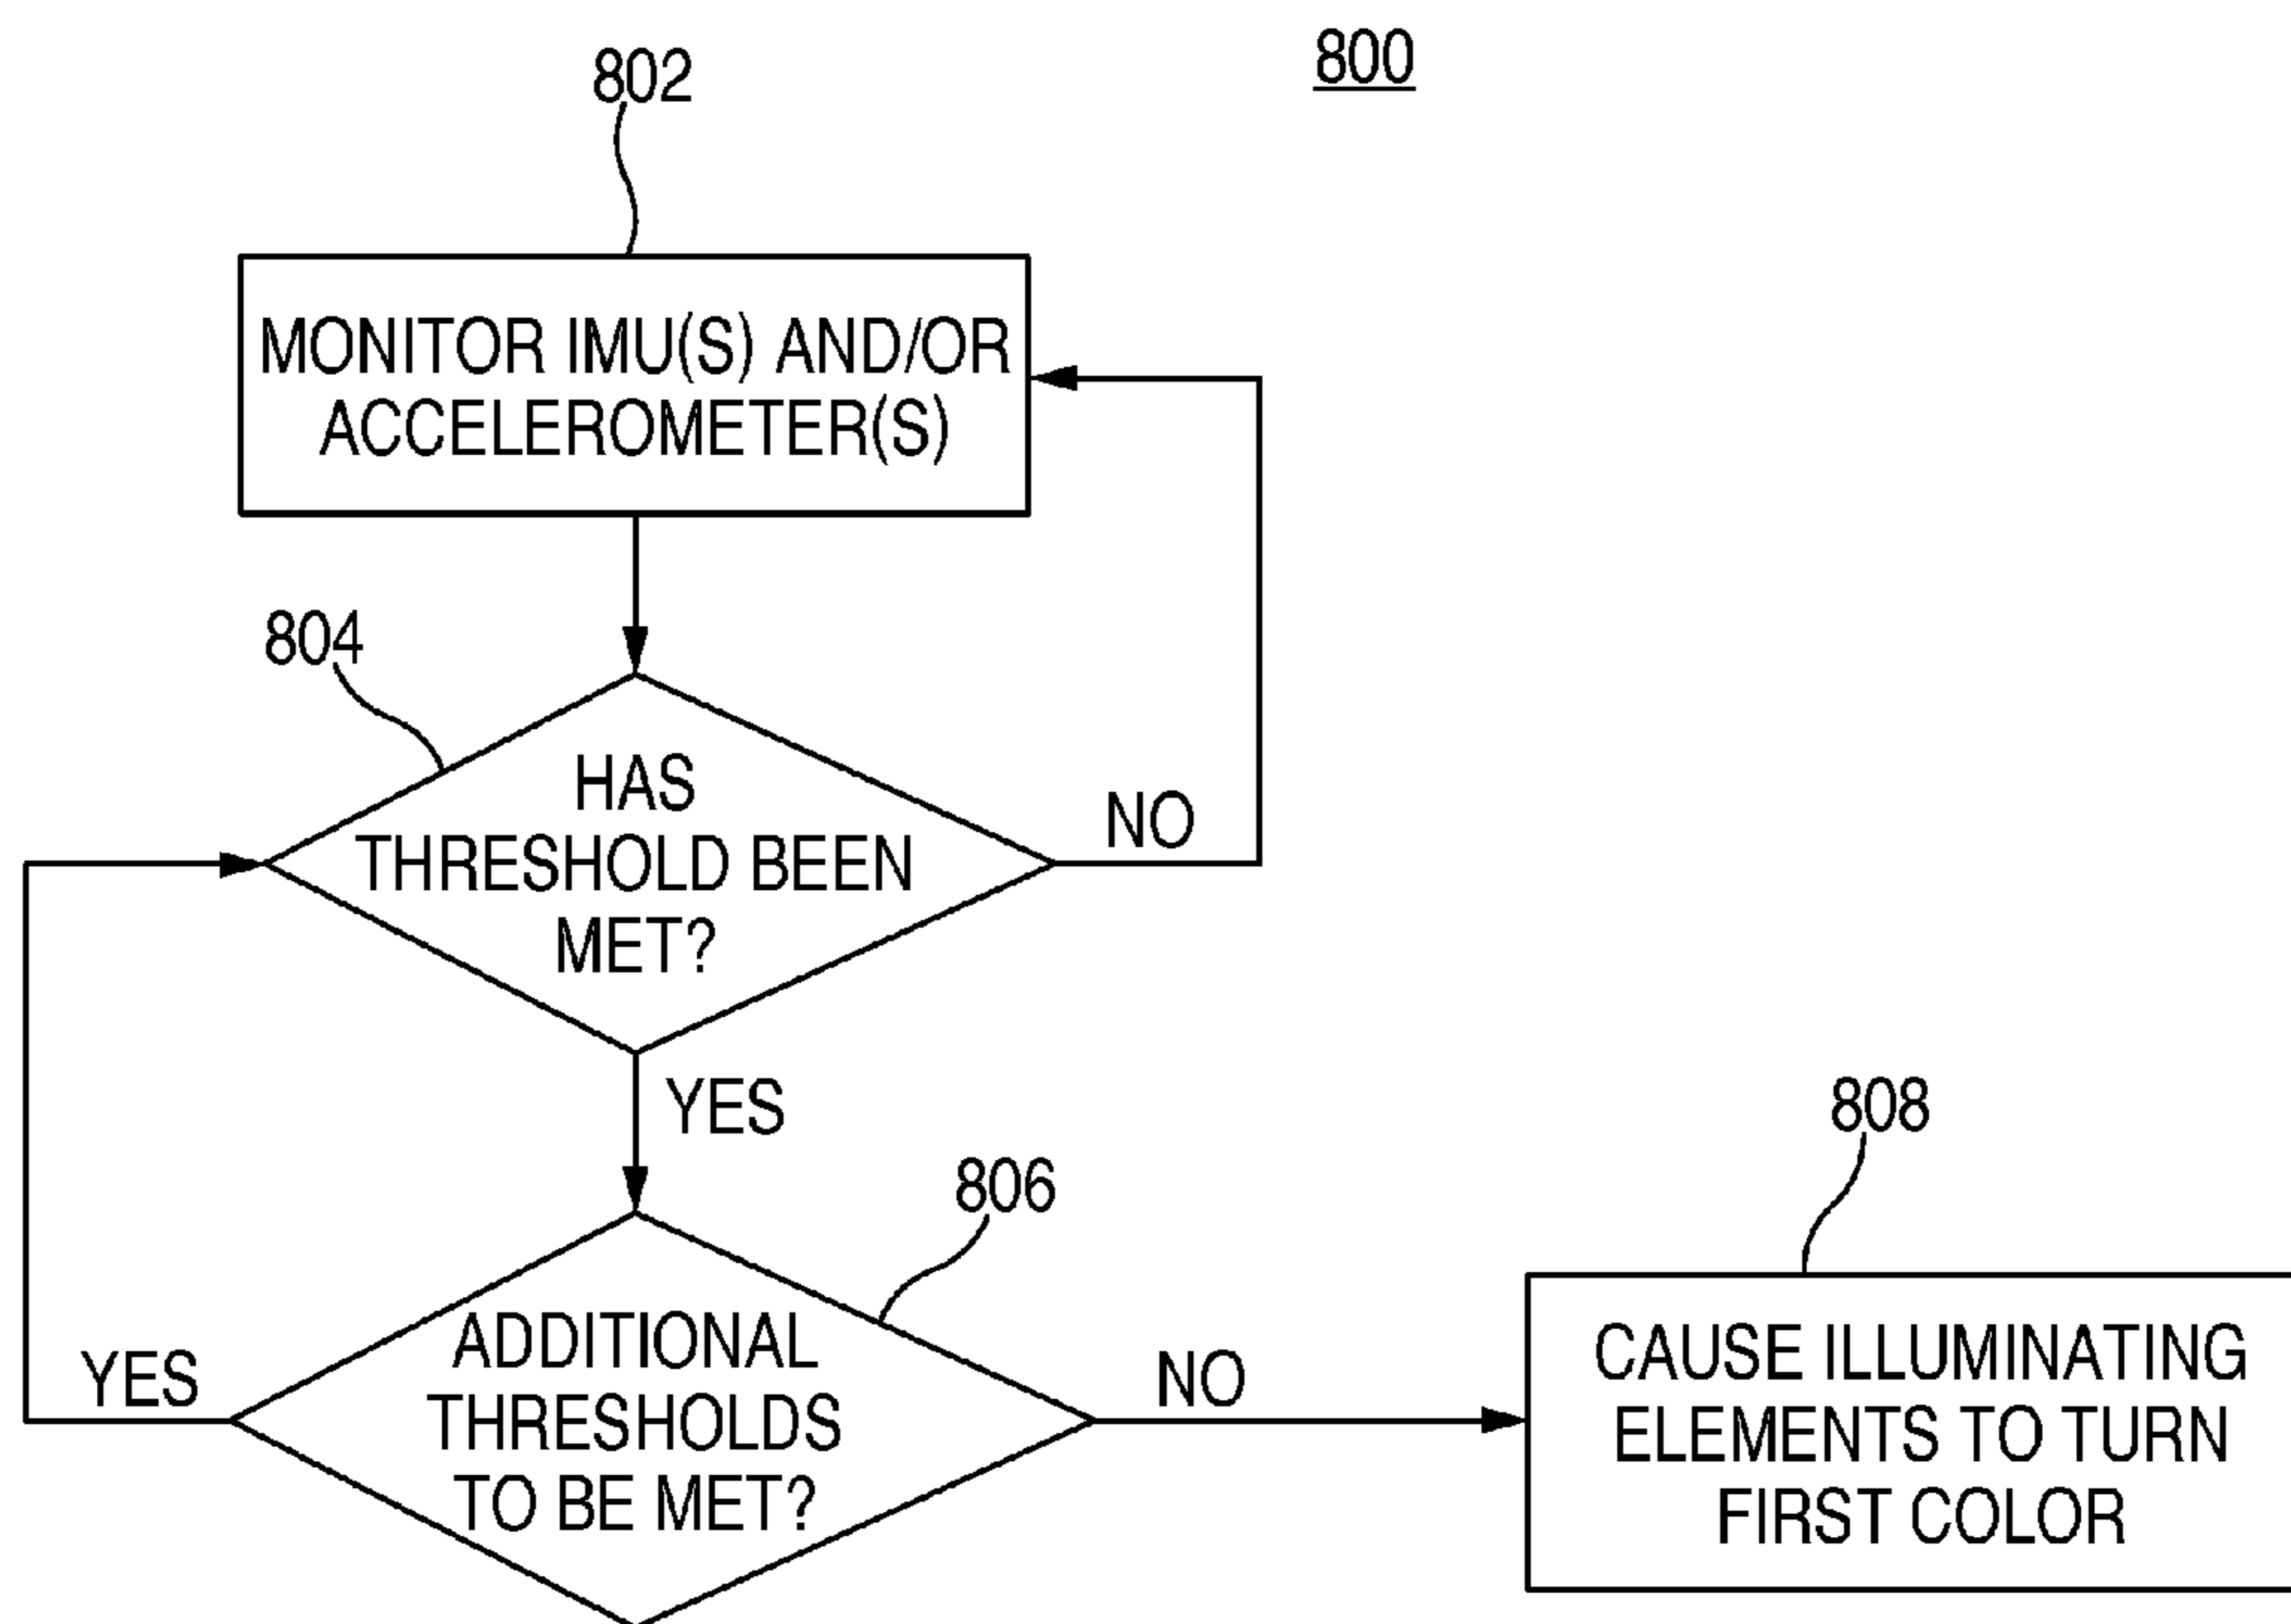 800
802
MONITOR IMU(S) AND/OR
ACCELEROMETER(S)
804
HAS
THRESHOLD BEEN
MET?
NO
YES
806
ADDITIONAL
THRESHOLDS
TO BE MET?
YES
NO
808
CAUSE ILLUMINATING
ELEMENTS TO TURN
FIRST COLOR